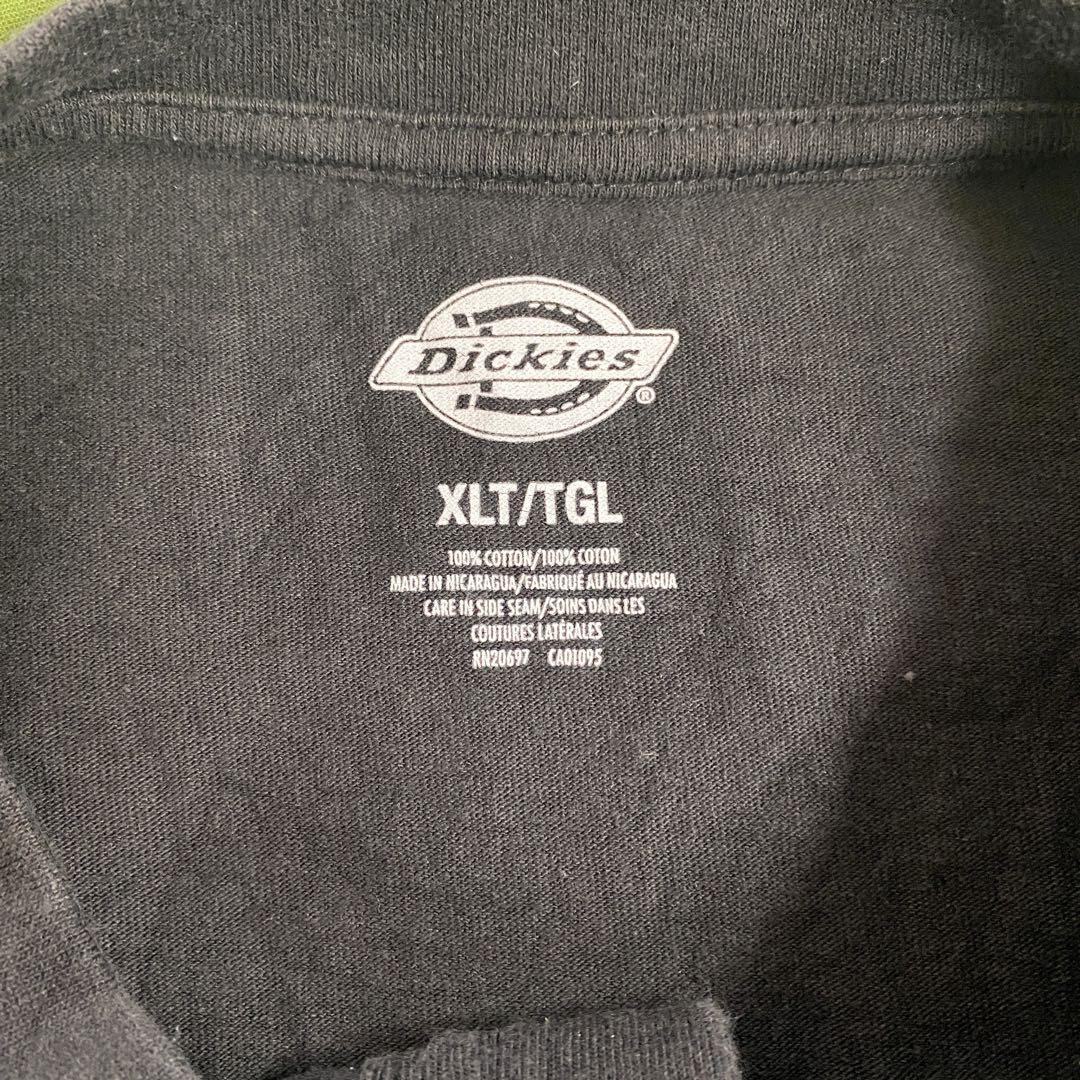 Dickies
®
XLT/TGL
100% COTTON/100% COTON
MADE IN NICARAGUA/FABRIQUÉ AU NICARAGUA
CARE IN SIDE SEAM/SOINS DANS LES
COUTURES LATÉRALES
RN20697 CA01095